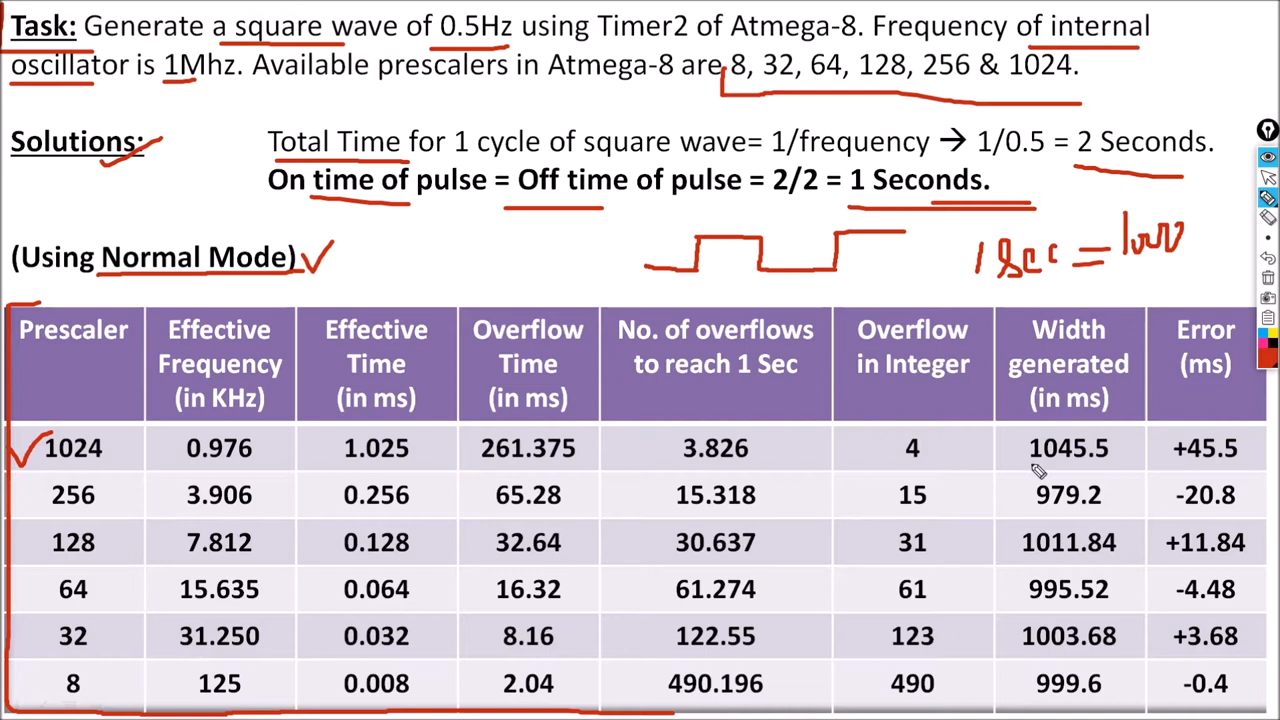 Task: Generate a square wave of 0.5Hz using Timer2 of Atmega-8. Frequency of internal
oscillator is 1Mhz. Available prescalers in Atmega-8 are 8, 32, 64, 128, 256 & 1024.
Solutions: Total Time for 1 cycle of square wave= 1/frequency → 1/0.5 = 2 Seconds.
On time of pulse = Off time of pulse = 2/2 = 1 Seconds.
(Using Normal Mode)
1 Sec = 1000
Prescaler Effective Frequency (in KHz) Effective Time (in ms) Overflow Time (in ms) No. of overflows to reach 1 Sec Overflow in Integer Width generated (in ms) Error (ms)
1024 0.976 1.025 261.375 3.826 4 1045.5 +45.5
256 3.906 0.256 65.28 15.318 15 979.2 -20.8
128 7.812 0.128 32.64 30.637 31 1011.84 +11.84
64 15.635 0.064 16.32 61.274 61 995.52 -4.48
32 31.250 0.032 8.16 122.55 123 1003.68 +3.68
8 125 0.008 2.04 490.196 490 999.6 -0.4